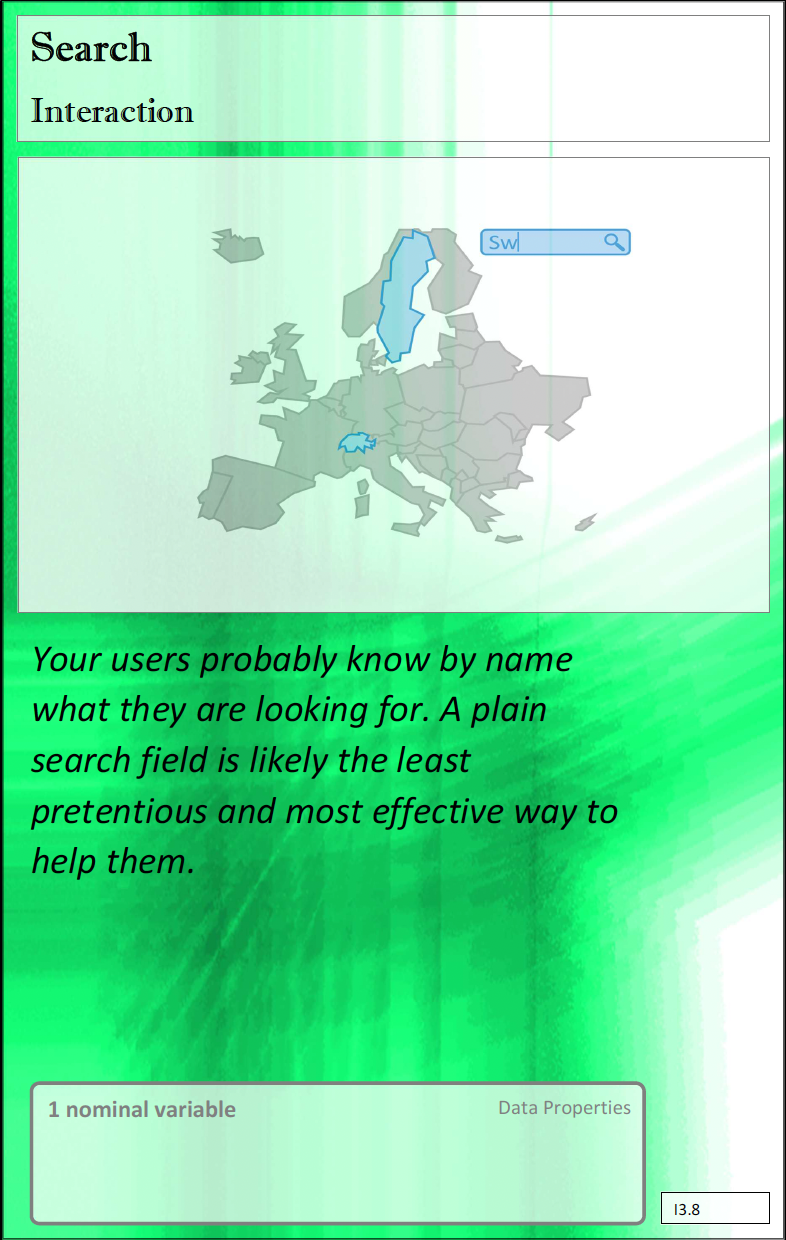 Search
Interaction
Sw
Your users probably know by name
what they are looking for. A plain
search field is likely the least
pretentious and most effective way to
help them.
1 nominal variable
Data Properties
I3.8